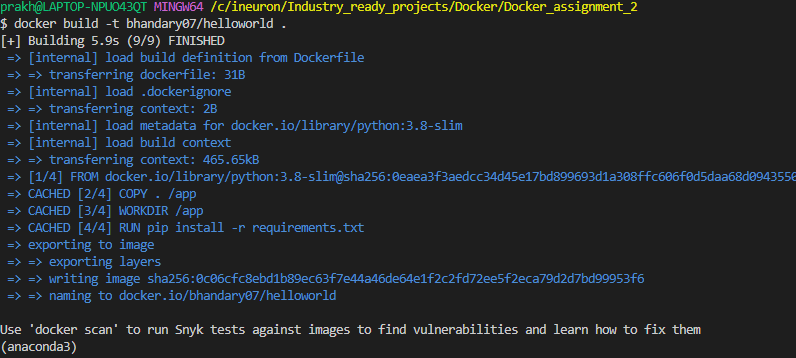 prakh@LAPTOP-NPUO43QT MINGW64 /c/ineuron/Industry_ready_projects/Docker/Docker_assignment_2
$ docker build -t bhandary07/helloworld .
[+] Building 5.9s (9/9) FINISHED
=> [internal] load build definition from Dockerfile
=> => transferring dockerfile: 31B
=> [internal] load .dockerignore
=> => transferring context: 2B
=> [internal] load metadata for docker.io/library/python:3.8-slim
=> [internal] load build context
=> => transferring context: 465.65kB
=> [1/4] FROM docker.io/library/python:3.8-slim@sha256:0eaea3f3aedcc34d45e17bd899693d1a308ffc606f0d5daa68d0943550
=> CACHED [2/4] COPY . /app
=> CACHED [3/4] WORKDIR /app
=> CACHED [4/4] RUN pip install -r requirements.txt
=> exporting to image
=> => exporting layers
=> => writing image sha256:0c06cfc8ebd1b89ec63f7e44a46de64e1f2c2fd72ee5f2eca79d2d7bd99953f6
=> => naming to docker.io/bhandary07/helloworld
Use 'docker scan' to run Snyk tests against images to find vulnerabilities and learn how to fix them
(anaconda3)